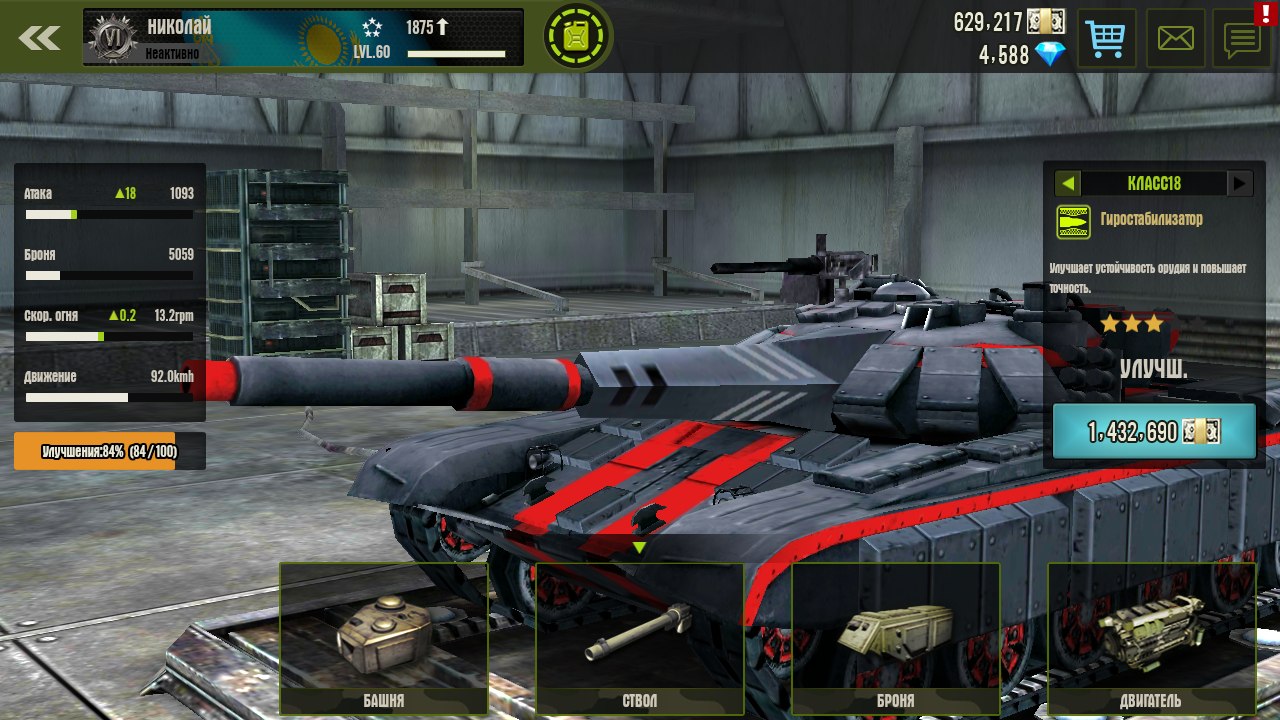 VI
НИКОЛАЙ
Неактивно
LVL.60
1875
629,217
4,588
!
Атака 18 1093
Броня 5059
Скор. огня 0.2 13.2rpm
Движение 92.0kmh
Улучшения:84% (84/100)
КЛАСС18
Гиростабилизатор
Улучшает устойчивость орудия и повышает
точность.
УЛУЧШ.
1,432,690
БАШНЯ
СТВОЛ
БРОНЯ
ДВИГАТЕЛЬ